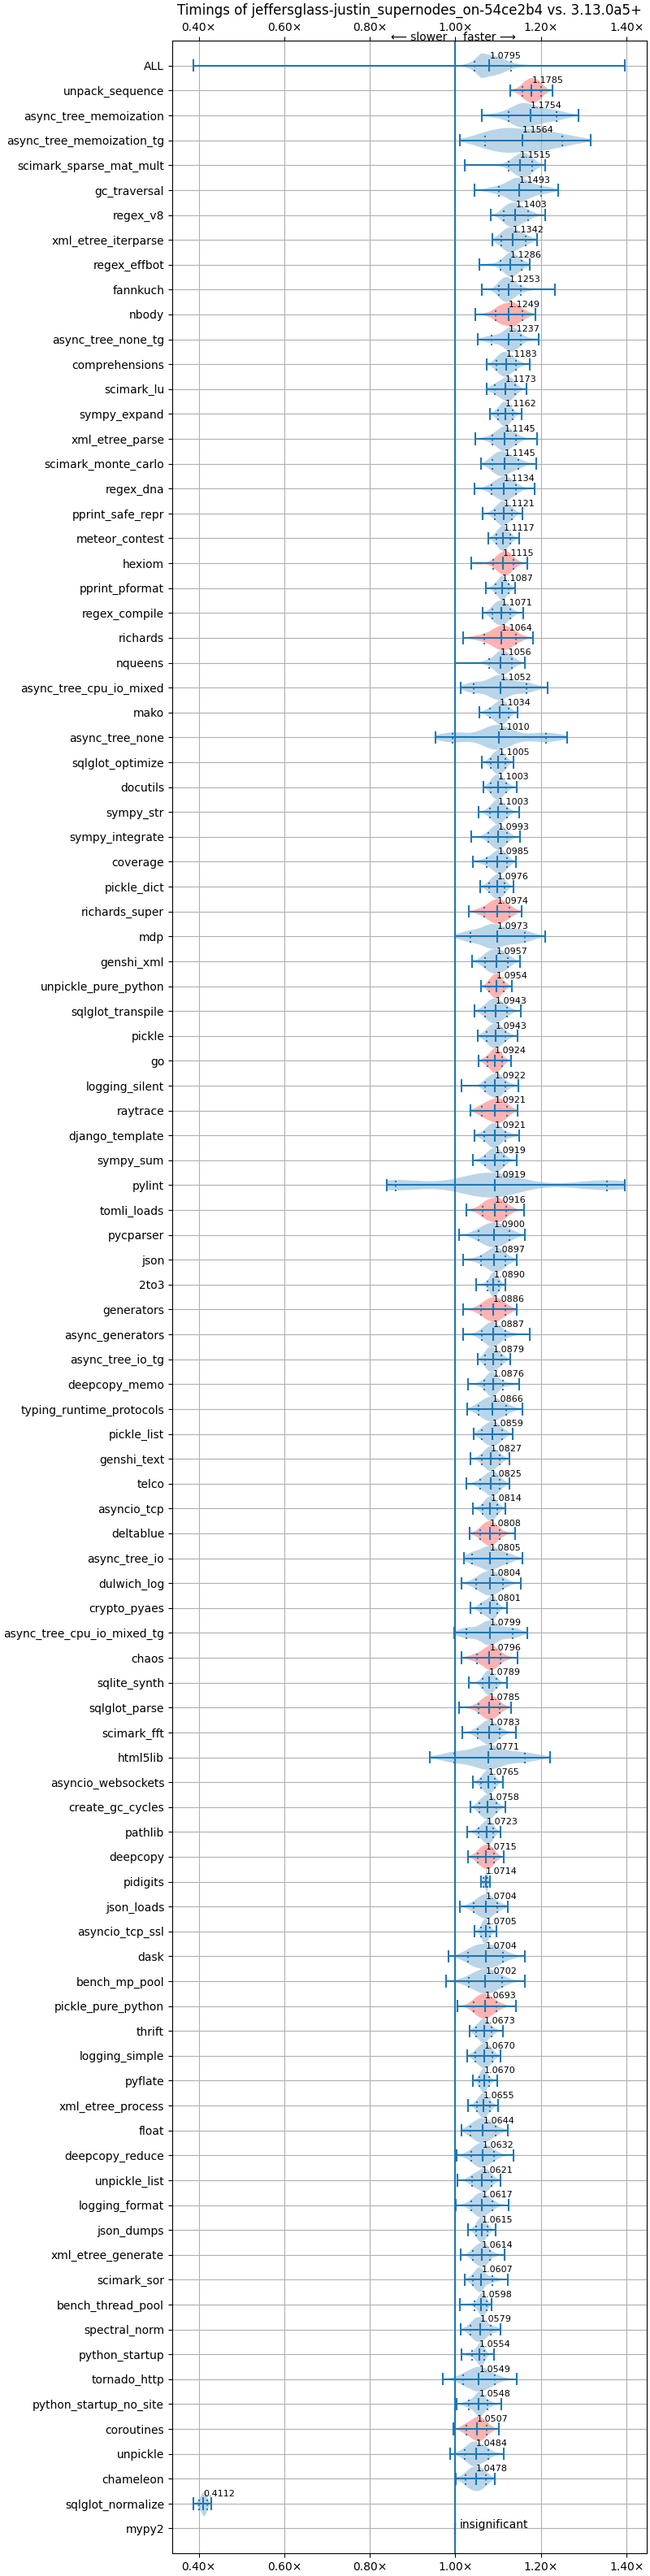 Timings of jeffersglass-justin_supernodes_on-54ce2b4 vs. 3.13.0a5+
0.40× 0.60× 0.80× 1.00× 1.20× 1.40×
⟵ slower faster ⟶
ALL 1.0795
unpack_sequence 1.1785
async_tree_memoization 1.1754
async_tree_memoization_tg 1.1564
scimark_sparse_mat_mult 1.1515
gc_traversal 1.1493
regex_v8 1.1403
xml_etree_iterparse 1.1342
regex_effbot 1.1286
fannkuch 1.1253
nbody 1.1249
async_tree_none_tg 1.1237
comprehensions 1.1183
scimark_lu 1.1173
sympy_expand 1.1162
xml_etree_parse 1.1145
scimark_monte_carlo 1.1145
regex_dna 1.1134
pprint_safe_repr 1.1121
meteor_contest 1.1117
hexiom 1.1115
pprint_pformat 1.1087
regex_compile 1.1071
richards 1.1064
nqueens 1.1056
async_tree_cpu_io_mixed 1.1052
mako 1.1034
async_tree_none 1.1010
sqlglot_optimize 1.1005
docutils 1.1003
sympy_str 1.1003
sympy_integrate 1.0993
coverage 1.0985
pickle_dict 1.0976
richards_super 1.0974
mdp 1.0973
genshi_xml 1.0957
unpickle_pure_python 1.0954
sqlglot_transpile 1.0943
pickle 1.0943
go 1.0924
logging_silent 1.0922
raytrace 1.0921
django_template 1.0921
sympy_sum 1.0919
pylint 1.0919
tomli_loads 1.0916
pycparser 1.0900
json 1.0897
2to3 1.0890
generators 1.0886
async_generators 1.0887
async_tree_io_tg 1.0879
deepcopy_memo 1.0876
typing_runtime_protocols 1.0866
pickle_list 1.0859
genshi_text 1.0827
telco 1.0825
asyncio_tcp 1.0814
deltablue 1.0808
async_tree_io 1.0805
dulwich_log 1.0804
crypto_pyaes 1.0801
async_tree_cpu_io_mixed_tg 1.0799
chaos 1.0796
sqlite_synth 1.0789
sqlglot_parse 1.0785
scimark_fft 1.0783
html5lib 1.0771
asyncio_websockets 1.0765
create_gc_cycles 1.0758
pathlib 1.0723
deepcopy 1.0715
pidigits 1.0714
json_loads 1.0704
asyncio_tcp_ssl 1.0705
dask 1.0704
bench_mp_pool 1.0702
pickle_pure_python 1.0693
thrift 1.0673
logging_simple 1.0670
pyflate 1.0670
xml_etree_process 1.0655
float 1.0644
deepcopy_reduce 1.0632
unpickle_list 1.0621
logging_format 1.0617
json_dumps 1.0615
xml_etree_generate 1.0614
scimark_sor 1.0607
bench_thread_pool 1.0598
spectral_norm 1.0579
python_startup 1.0554
tornado_http 1.0549
python_startup_no_site 1.0548
coroutines 1.0507
unpickle 1.0484
chameleon 1.0478
sqlglot_normalize 0.4112
mypy2 insignificant
0.40× 0.60× 0.80× 1.00× 1.20× 1.40×